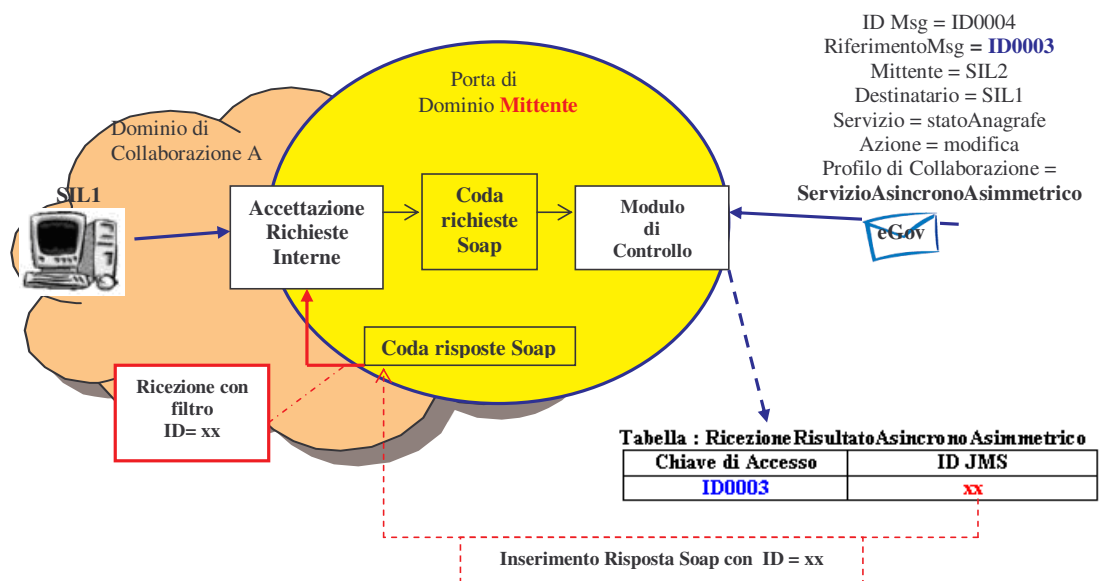 ID Msg = ID0004
RiferimentoMsg = ID0003
Mittente = SIL2
Destinatario = SIL1
Servizio = statoAnagrafe
Azione = modifica
Profilo di Collaborazione =
ServizioAsincronoAsimmetrico
Porta di
Dominio Mittente
Dominio di
Collaborazione A
SIL1
Accettazione
Richieste
Interne
Coda
richieste
Soap
Modulo
di
Controllo
eGov
Coda risposte Soap
Ricezione con
filtro
ID= xx
Tabella : RicezioneRisultatoAsincronoAsimmetrico
Chiave di Accesso ID JMS
ID0003 xx
Inserimento Risposta Soap con ID = xx